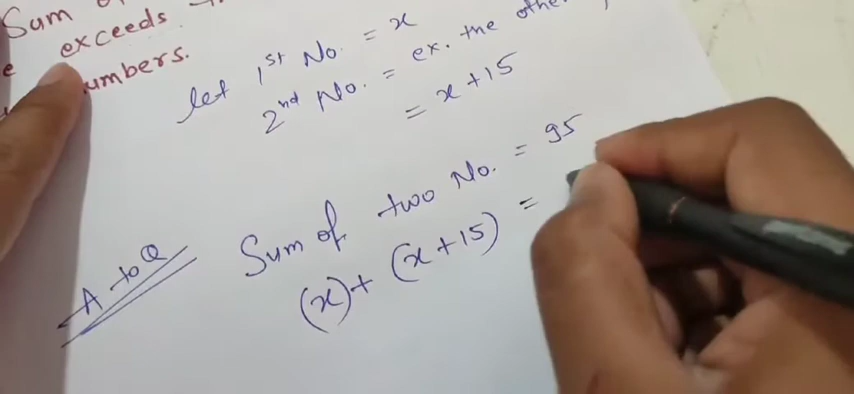 Sum
exceeds
umbers.
let 1st No. = x
2nd No. = ex. the other
= x + 15
Sum of two No. = 95
A to Q
(x) + (x + 15) =